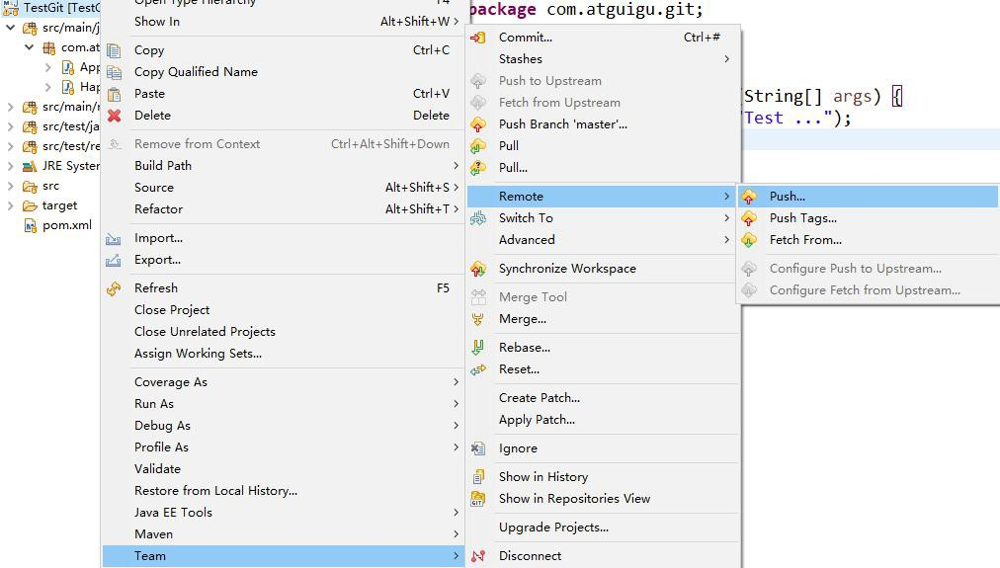 TestGit [Test
src/main/j
com.at
App
Hap
src/main/r
src/test/ja
src/test/re
JRE System
src
target
pom.xml
Open Type Hierarchy F4
Show In Alt+Shift+W
Copy Ctrl+C
Copy Qualified Name
Paste Ctrl+V
Delete Delete
Remove from Context Ctrl+Alt+Shift+Down
Build Path
Source Alt+Shift+S
Refactor Alt+Shift+T
Import...
Export...
Refresh F5
Close Project
Close Unrelated Projects
Assign Working Sets...
Coverage As
Run As
Debug As
Profile As
Validate
Restore from Local History...
Java EE Tools
Maven
Team
package com.atguigu.git;
(String[] args) {
"Test ...");
Commit... Ctrl+#
Stashes
Push to Upstream
Fetch from Upstream
Push Branch 'master'...
Pull
Pull...
Remote
Switch To
Advanced
Synchronize Workspace
Merge Tool
Merge...
Rebase...
Reset...
Create Patch...
Apply Patch...
Ignore
Show in History
Show in Repositories View
Upgrade Projects...
Disconnect
Push...
Push Tags...
Fetch From...
Configure Push to Upstream...
Configure Fetch from Upstream...